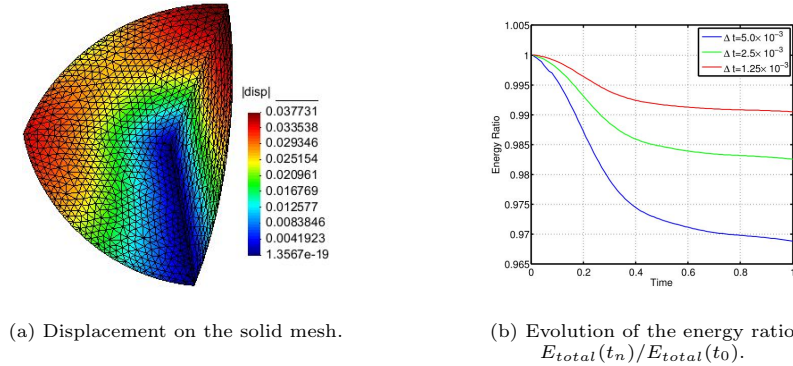 |disp|
0.037731
0.033538
0.029346
0.025154
0.020961
0.016769
0.012577
0.0083846
0.0041923
1.3567e-19
(a) Displacement on the solid mesh.
1.005
1
0.995
0.99
0.985
0.98
0.975
0.97
0.965
Energy Ratio
0 0.2 0.4 0.6 0.8 1
Time
Δ t=5.0× 10⁻³
Δ t=2.5× 10⁻³
Δ t=1.25× 10⁻³
(b) Evolution of the energy ratio
E_total(t_n)/E_total(t_0).